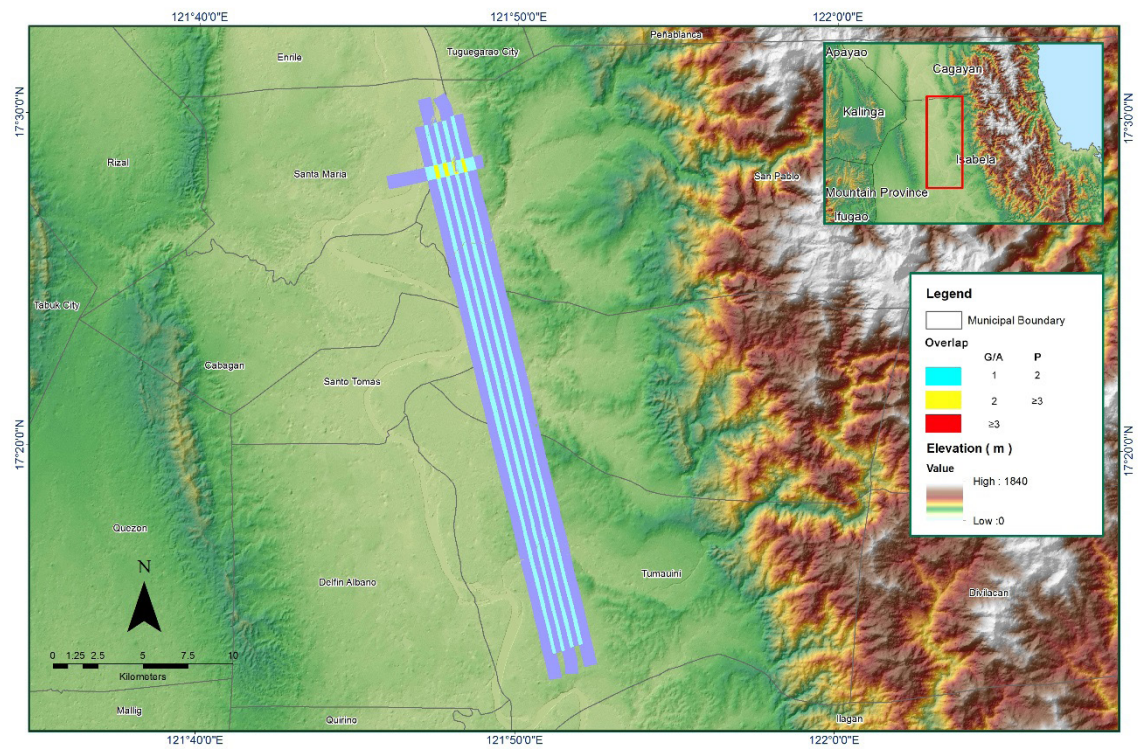 121°40'0"E 121°50'0"E 122°0'0"E
Enrile
Tuguegarao City
Peñablanca
Apayao
Cagayan
Kalinga
Isabela
Mountain Province
Ifugao
17°30'0"N
17°30'0"N
Rizal
Santa Maria
San Pablo
Tabuk City
Cabagan
Santo Tomas
Legend
Municipal Boundary
Overlap
G/A P
1 2
2 ≥3
≥3
Elevation ( m )
Value
High : 1840
Low :0
17°20'0"N
17°20'0"N
Quezon
Delfin Albano
Tumauini
Divilacan
N
0 1.25 2.5 5 7.5 10
Kilometers
Mallig
Quirino
Ilagan
121°40'0"E 121°50'0"E 122°0'0"E